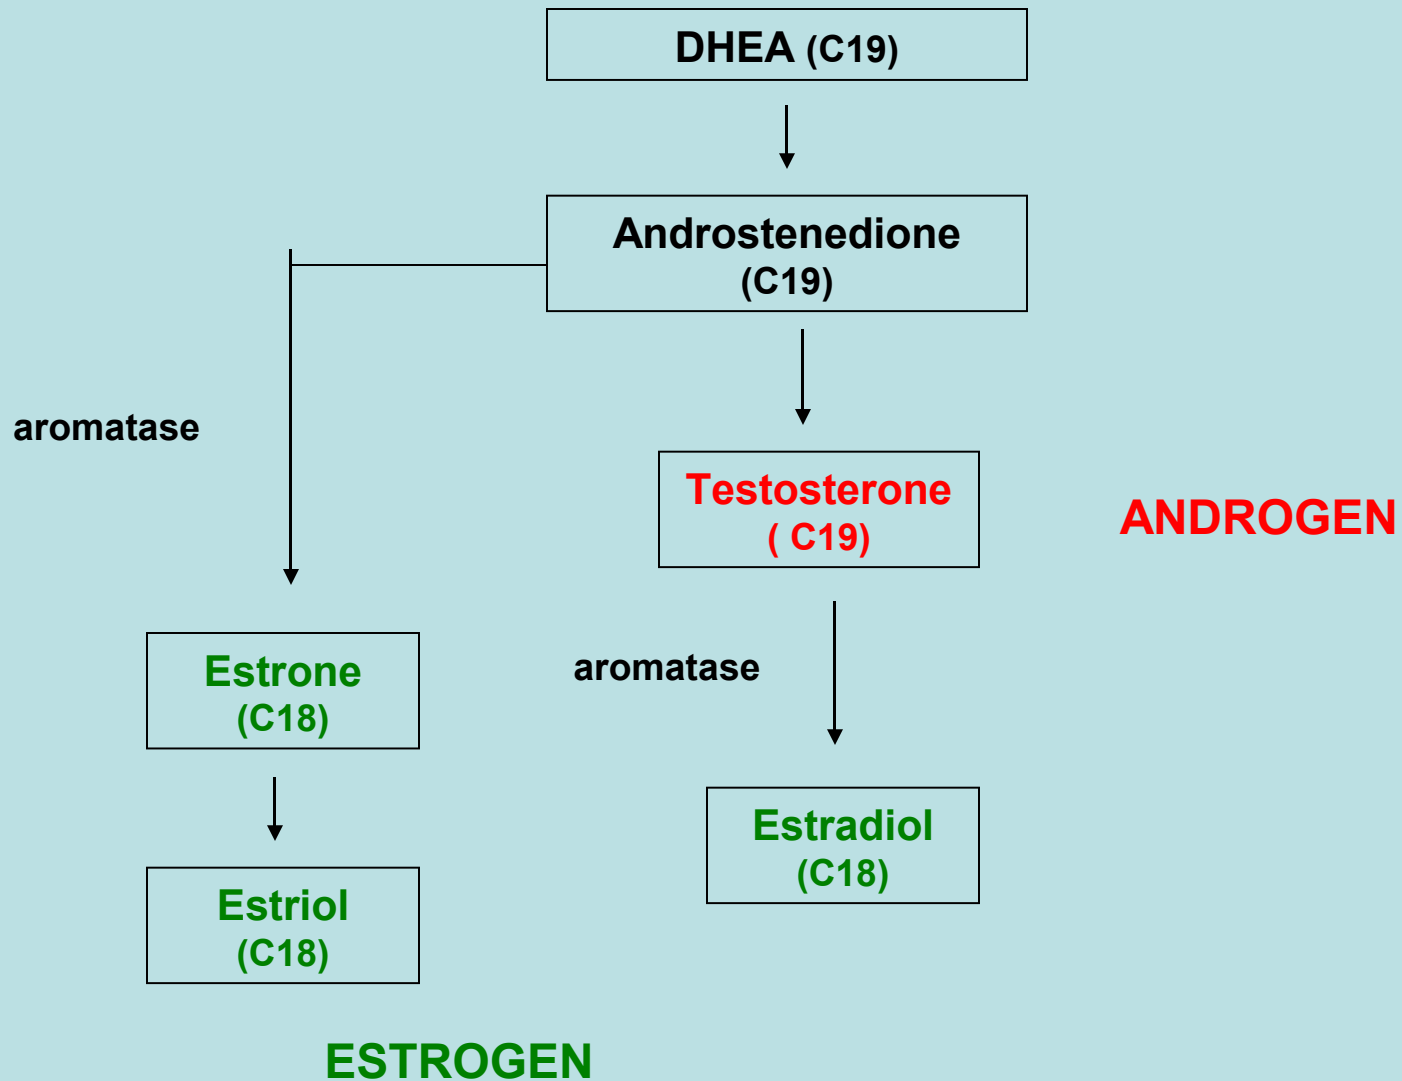 DHEA (C19)
Androstenedione
(C19)
aromatase
Testosterone
( C19)
ANDROGEN
Estrone
(C18)
aromatase
Estradiol
(C18)
Estriol
(C18)
ESTROGEN